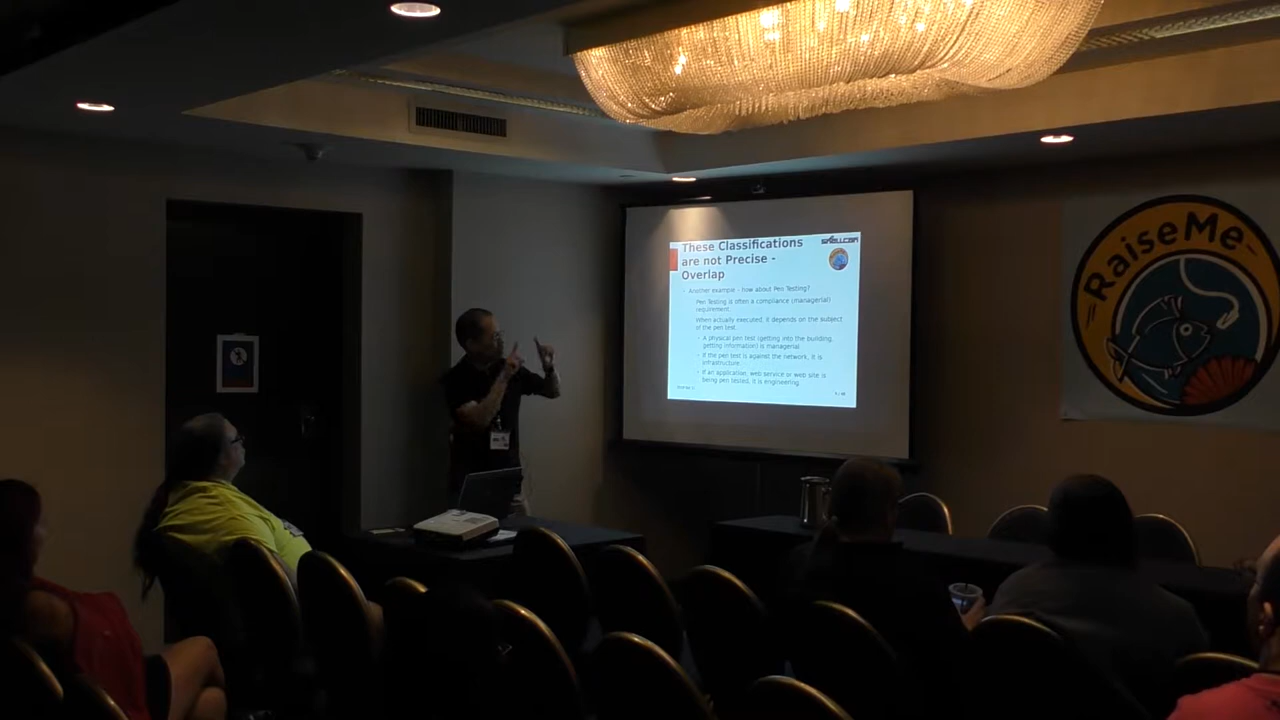 These Classifications
are not Precise -
Overlap
SHELLCON
Another example - how about Pen Testing?
Pen Testing is often a compliance (managerial)
requirement.
When actually executed, it depends on the subject
of the pen test.
A physical pen test (getting into the building,
getting information) is managerial
If the pen test is against the network, it is
infrastructure
If an application, web service or web site is
being pen tested, it is engineering.
RaiseMe